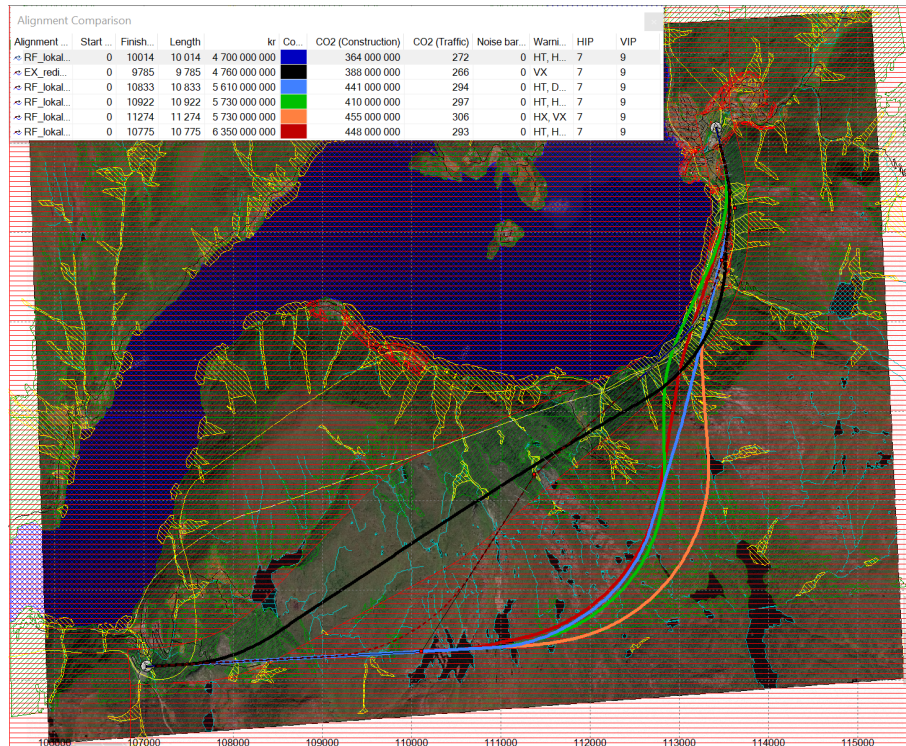 Alignment Comparison
Alignment ... Start ... Finish... Length kr Co... CO2 (Construction) CO2 (Traffic) Noise bar... Warni... HIP VIP
RF_lokal... 0 10014 10 014 4 700 000 000 364 000 000 272 0 HT, H... 7 9
EX_redi... 0 9785 9 785 4 760 000 000 388 000 000 266 0 VX 7 9
RF_lokal... 0 10833 10 833 5 610 000 000 441 000 000 294 0 HT, D... 7 9
RF_lokal... 0 10922 10 922 5 730 000 000 410 000 000 297 0 HT, H... 7 9
RF_lokal... 0 11274 11 274 5 730 000 000 455 000 000 306 0 HX, VX 7 9
RF_lokal... 0 10775 10 775 6 350 000 000 448 000 000 293 0 HT, H... 7 9
106000 107000 108000 109000 110000 111000 112000 113000 114000 115000